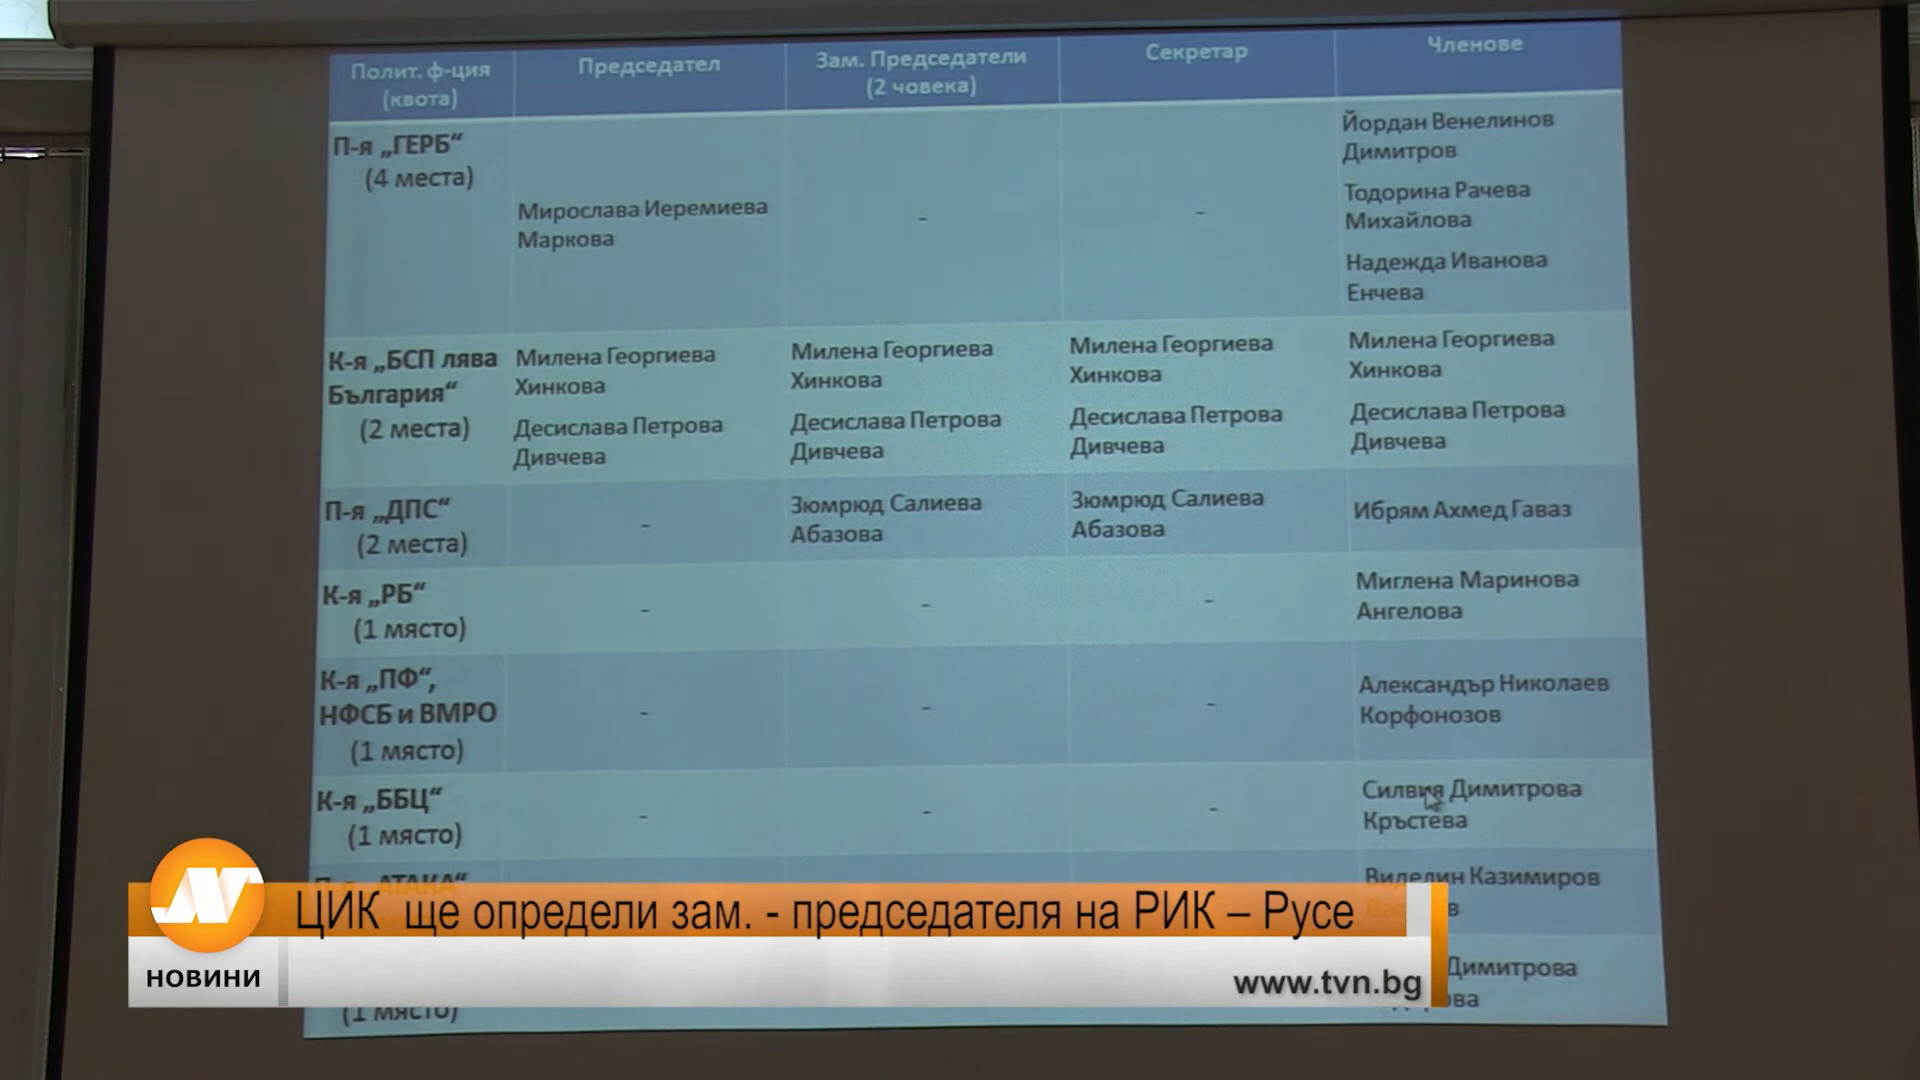 Полит. ф-ция
(квота)
Председател
Зам. Председатели
(2 човека)
Секретар
Членове
П-я „ГЕРБ“
(4 места)
Мирослава Иеремиева
Маркова
-
-
Йордан Венелинов
Димитров
Тодорина Рачева
Михайлова
Надежда Иванова
Енчева
К-я „БСП лява
България“
(2 места)
Милена Георгиева
Хинкова
Десислава Петрова
Дивчева
Милена Георгиева
Хинкова
Десислава Петрова
Дивчева
Милена Георгиева
Хинкова
Десислава Петрова
Дивчева
Милена Георгиева
Хинкова
Десислава Петрова
Дивчева
П-я „ДПС“
(2 места)
-
Зюмрюд Салиева
Абазова
Зюмрюд Салиева
Абазова
Ибрям Ахмед Гаваз
К-я „РБ“
(1 място)
-
-
-
Миглена Маринова
Ангелова
К-я „ПФ“,
НФСБ и ВМРО
(1 място)
-
-
-
Александър Николаев
Корфонозов
К-я „ББЦ“
(1 място)
-
-
-
Силвия Димитрова
Кръстева
П-я „АТАКА“
Виделин Казимиров
Димитрова
(1 място)
ЦИК ще определи зам. - председателя на РИК – Русе
НОВИНИ
www.tvn.bg